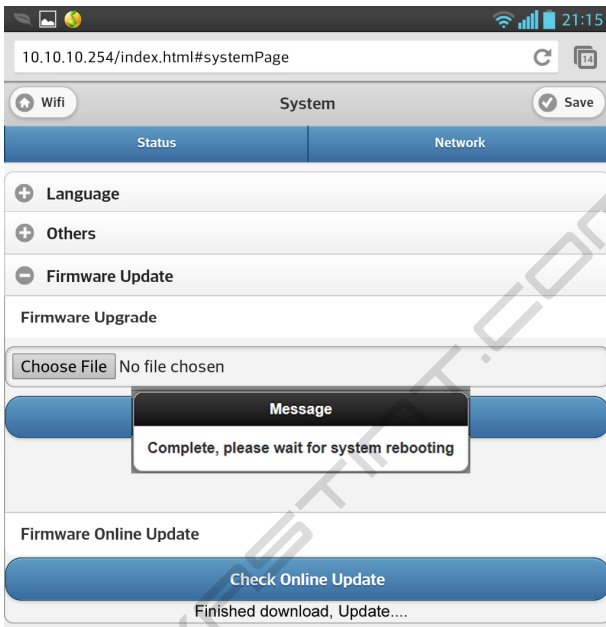 21:15
10.10.10.254/index.html#systemPage
14
Wifi
System
Save
Status
Network
Language
Others
Firmware Update
Firmware Upgrade
Choose File No file chosen
Message
Complete, please wait for system rebooting
Firmware Online Update
Check Online Update
Finished download, Update....